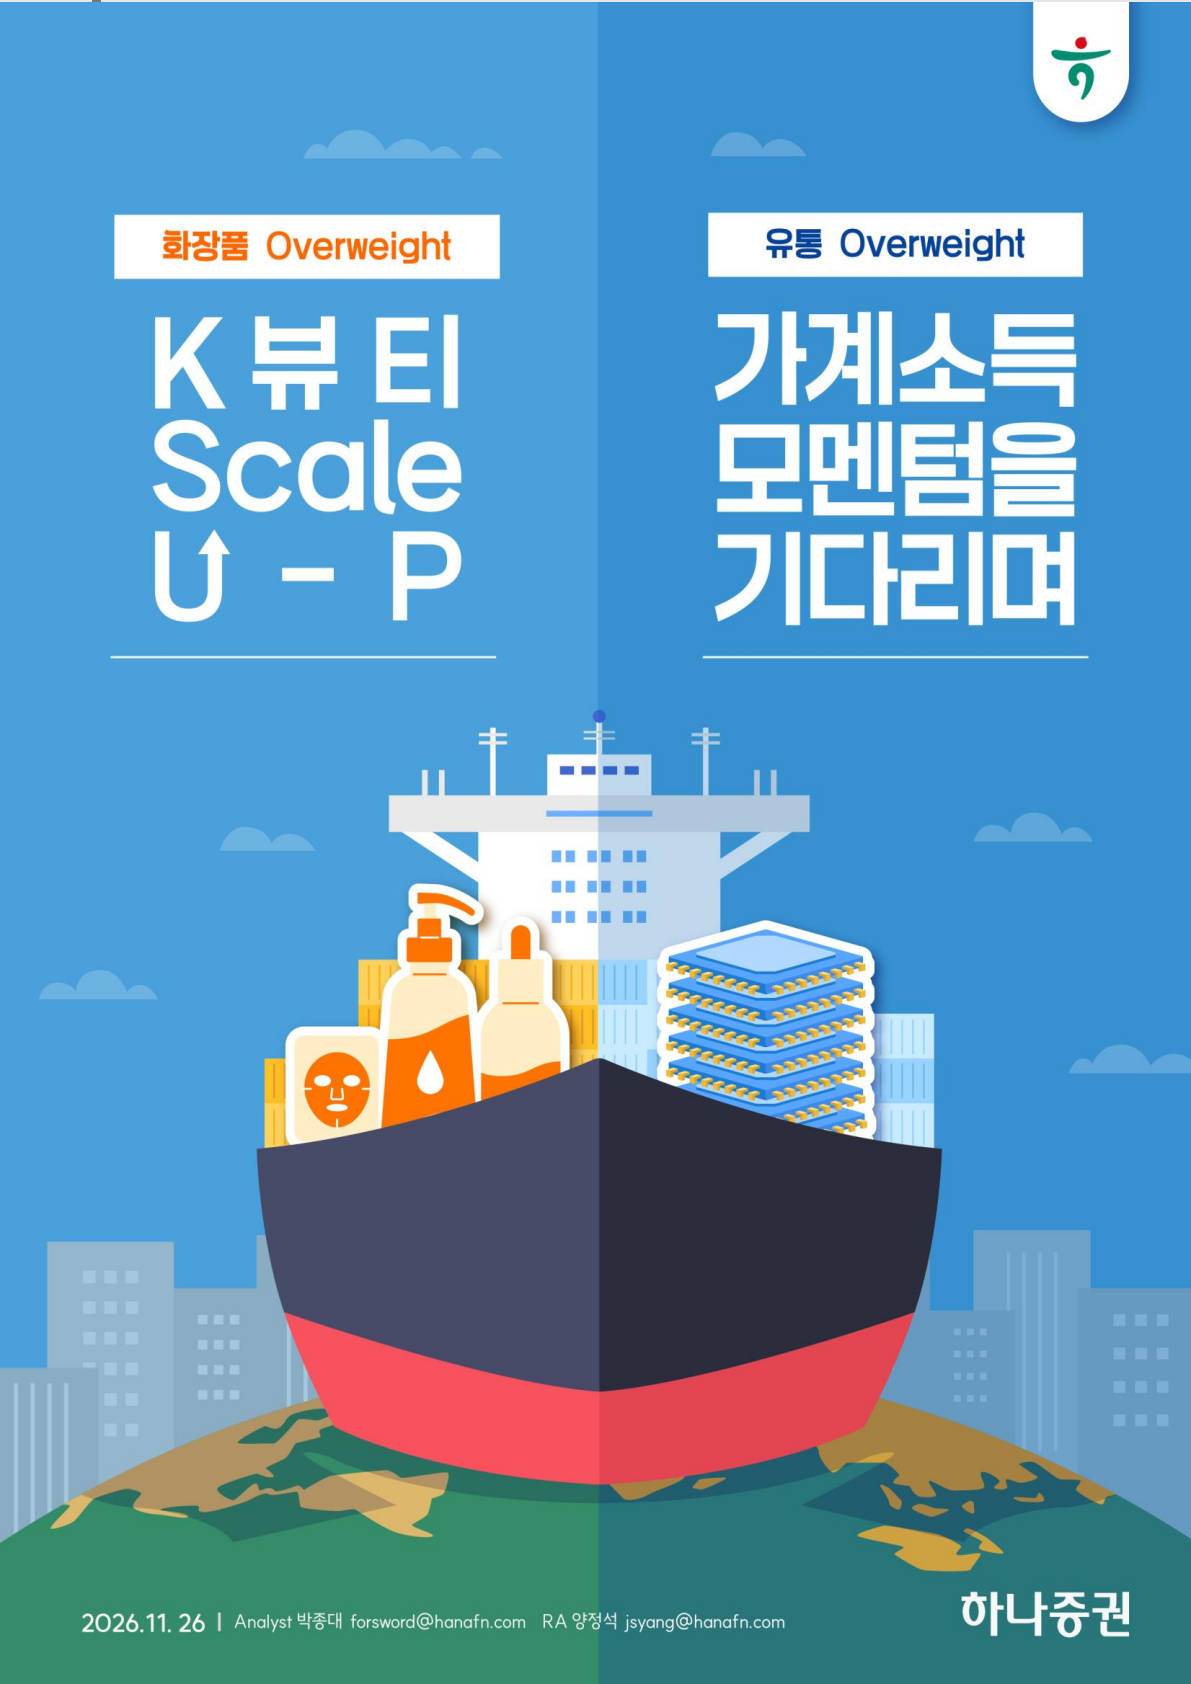 화장품 Overweight
K뷰티
Scale
U-P
유통 Overweight
가계소득
모멘텀을
기다리며
2026.11.26 | Analyst 박종대 forsword@hanafn.com RA 양정석 jsyang@hanafn.com
하나증권